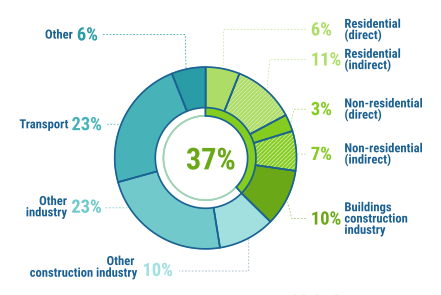 Other 6%
6% Residential
(direct)
11% Residential
(indirect)
3% Non-residential
(direct)
Transport 23%
37%
7% Non-residential
(indirect)
Other
industry 23%
10% Buildings
construction
industry
Other
construction industry 10%